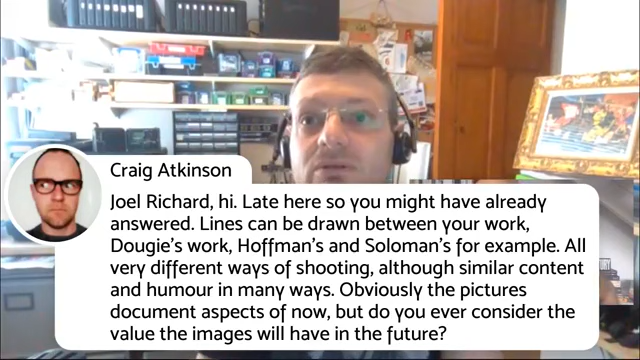 Craig Atkinson
Joel Richard, hi. Late here so you might have already
answered. Lines can be drawn between your work,
Dougie's work, Hoffman's and Soloman's for example. All
very different ways of shooting, although similar content
and humour in many ways. Obviously the pictures
document aspects of now, but do you ever consider the
value the images will have in the future?